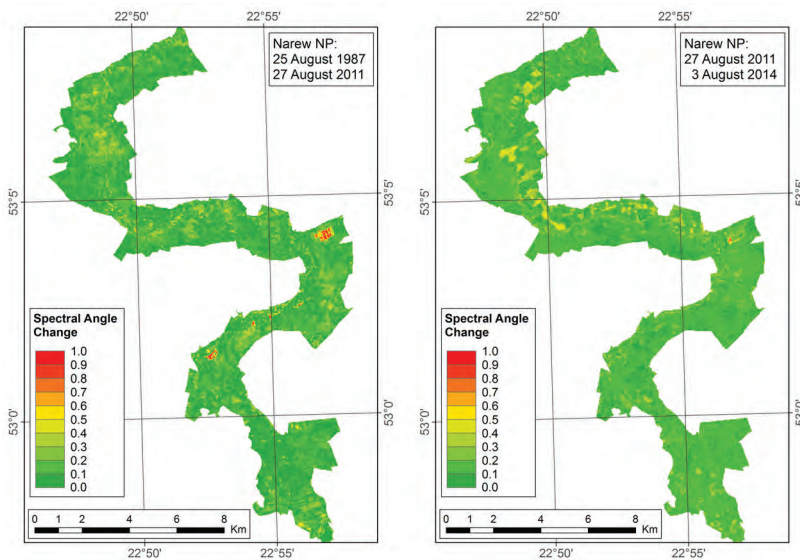 22°50' 22°55' 22°50' 22°55'
Narew NP:
25 August 1987
27 August 2011
53°5'
53°5'
53°0'
53°0'
Spectral Angle
Change
1.0
0.9
0.8
0.7
0.6
0.5
0.4
0.3
0.2
0.1
0.0
0 1 2 4 6 8
Km
22°50' 22°55'
Narew NP:
27 August 2011
3 August 2014
53°5'
53°5'
53°0'
53°0'
Spectral Angle
Change
1.0
0.9
0.8
0.7
0.6
0.5
0.4
0.3
0.2
0.1
0.0
0 1 2 4 6 8
Km
22°50' 22°55'